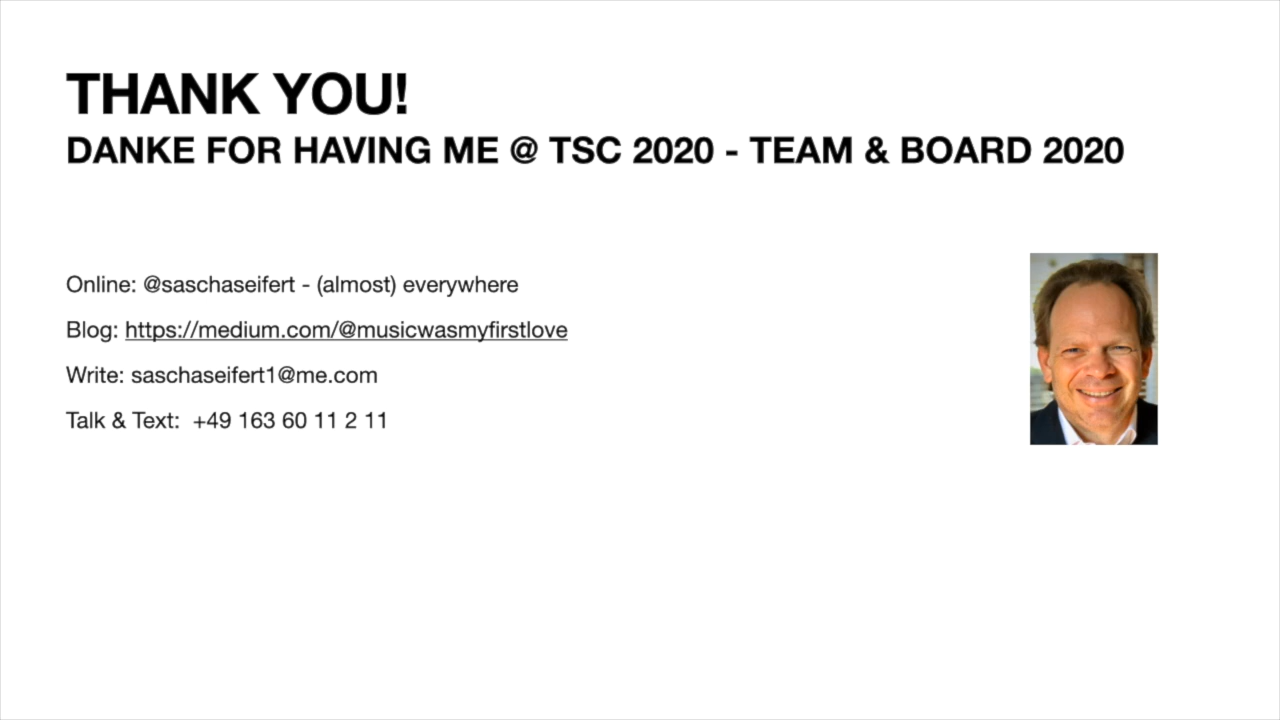 THANK YOU!
DANKE FOR HAVING ME @ TSC 2020 - TEAM & BOARD 2020
Online: @saschaseifert - (almost) everywhere
Blog: https://medium.com/@musicwasmyfirstlove
Write: saschaseifert1@me.com
Talk & Text:  +49 163 60 11 2 11